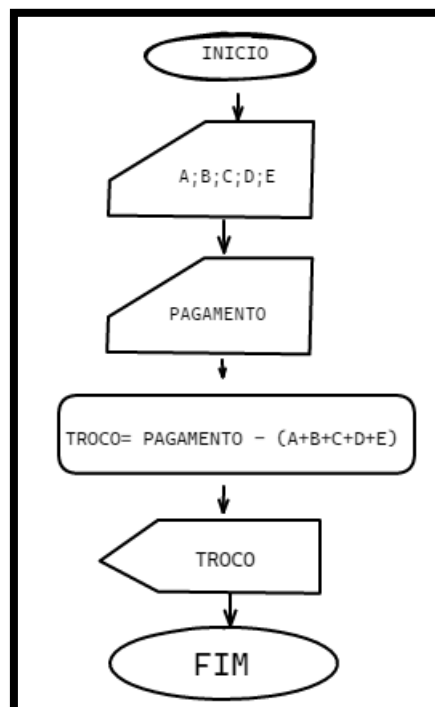 INICIO
A;B;C;D;E
PAGAMENTO
TROCO= PAGAMENTO - (A+B+C+D+E)
TROCO
FIM